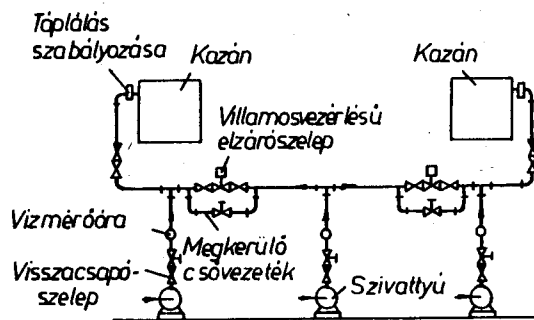 Táplálás
szabályozása
Kazán
Kazán
Villamosvezérlésű
elzárószelep
Vízmérőóra
Megkerülő
csővezeték
Visszacsapó-
szelep
Szivattyú